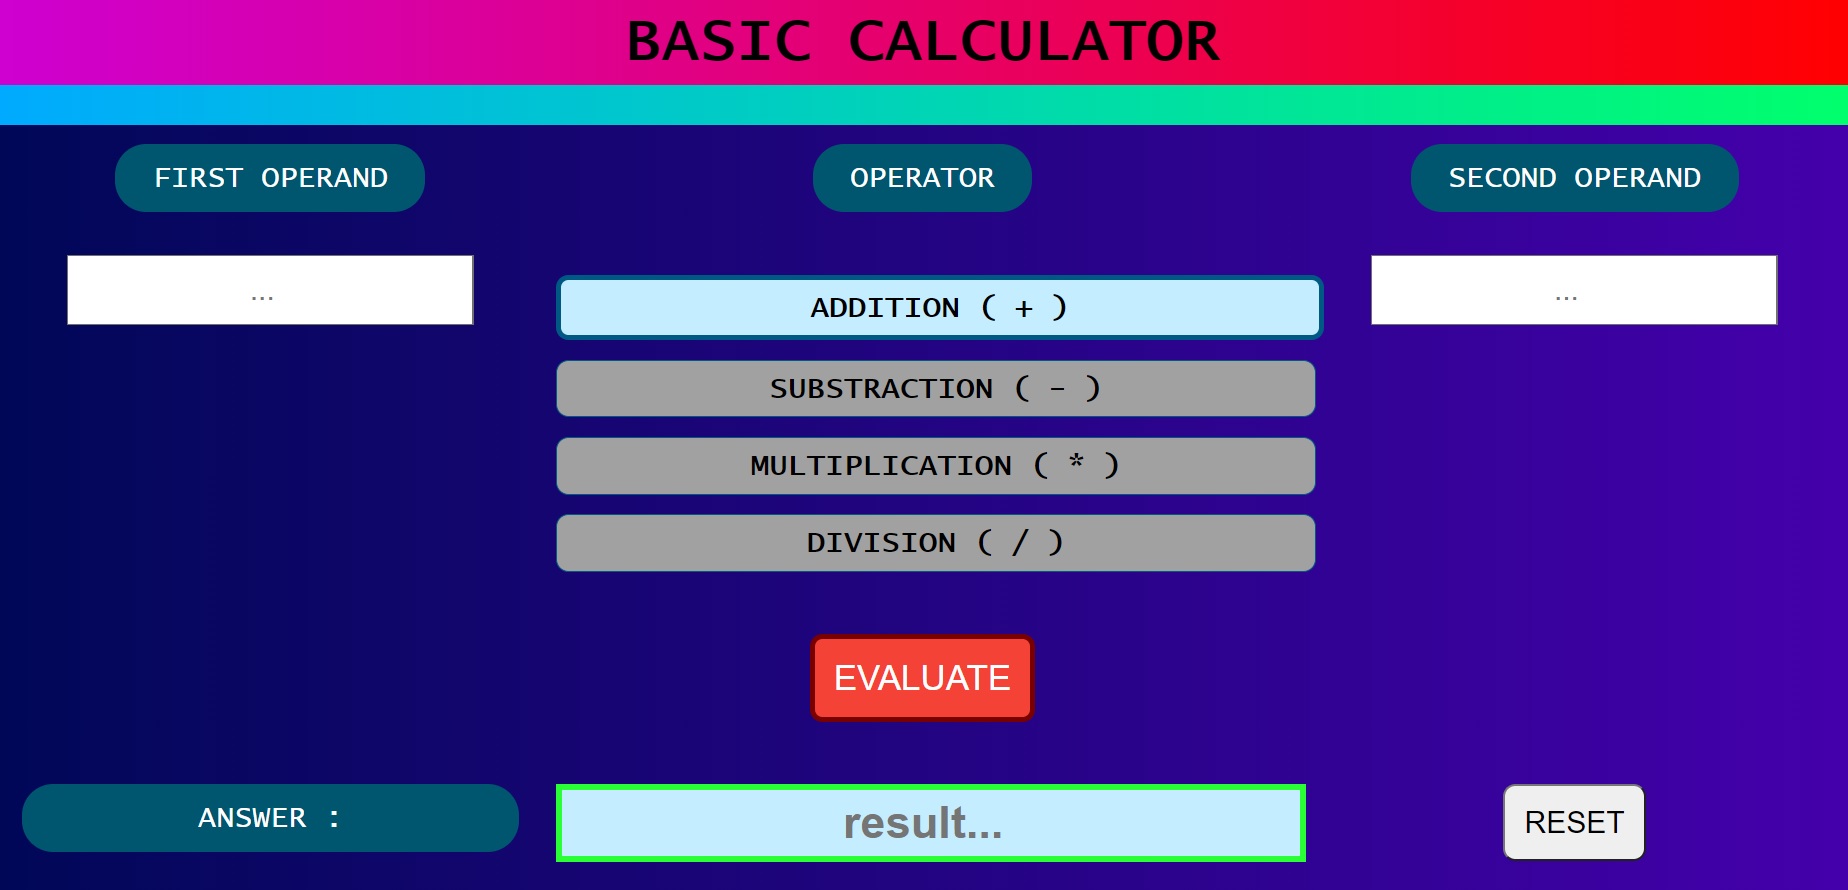 BASIC CALCULATOR
FIRST OPERAND
OPERATOR
SECOND OPERAND
...
...
ADDITION ( + )
SUBSTRACTION ( - )
MULTIPLICATION ( * )
DIVISION ( / )
EVALUATE
ANSWER :
result...
RESET